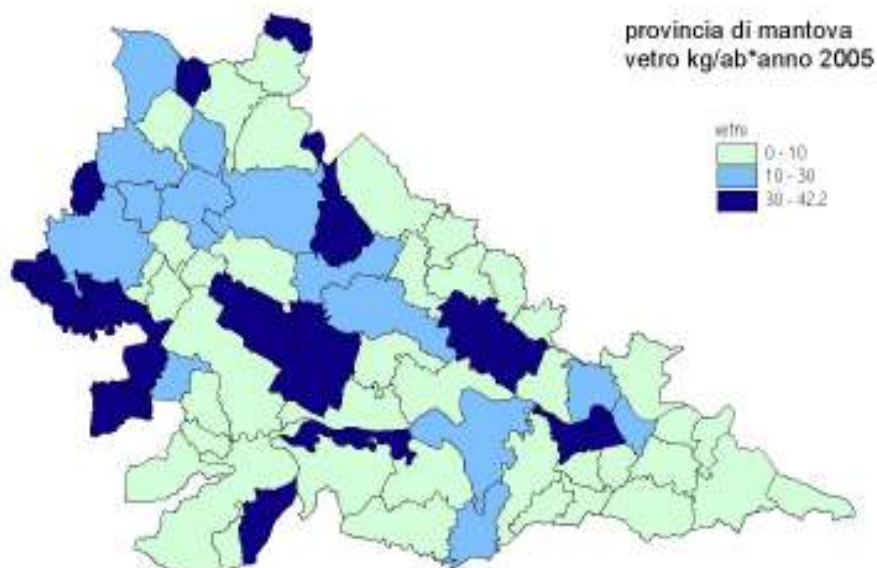 provincia di mantova
vetro kg/ab*anno 2005
vetro
0 - 10
10 - 30
30 - 42.2